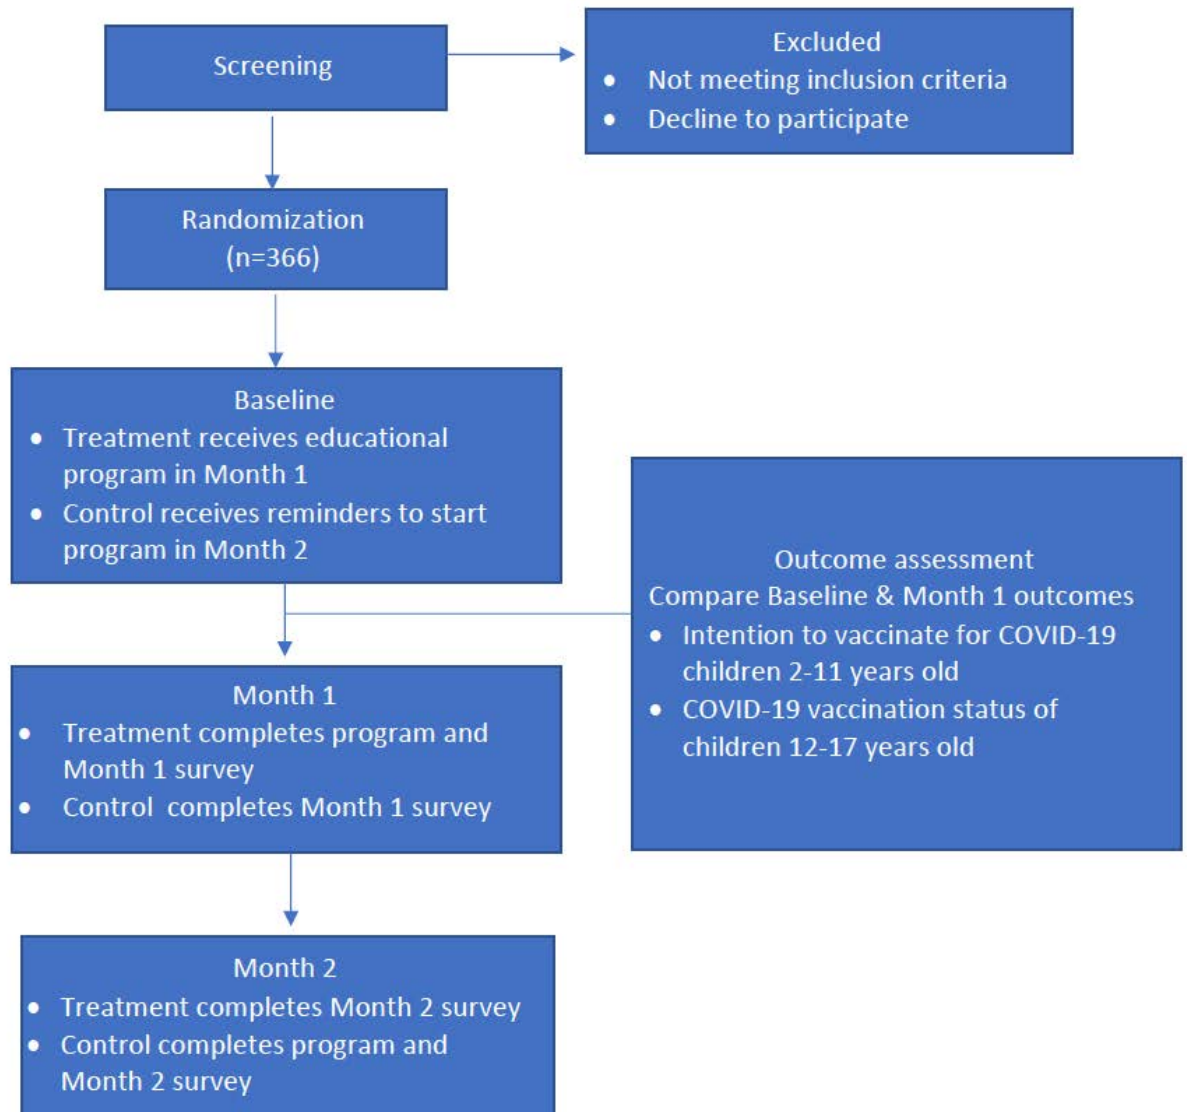 Screening
Excluded
• Not meeting inclusion criteria
• Decline to participate
Randomization
(n=366)
Baseline
• Treatment receives educational
program in Month 1
• Control receives reminders to start
program in Month 2
Outcome assessment
Compare Baseline & Month 1 outcomes
• Intention to vaccinate for COVID-19
children 2-11 years old
• COVID-19 vaccination status of
children 12-17 years old
Month 1
• Treatment completes program and
Month 1 survey
• Control completes Month 1 survey
Month 2
• Treatment completes Month 2 survey
• Control completes program and
Month 2 survey